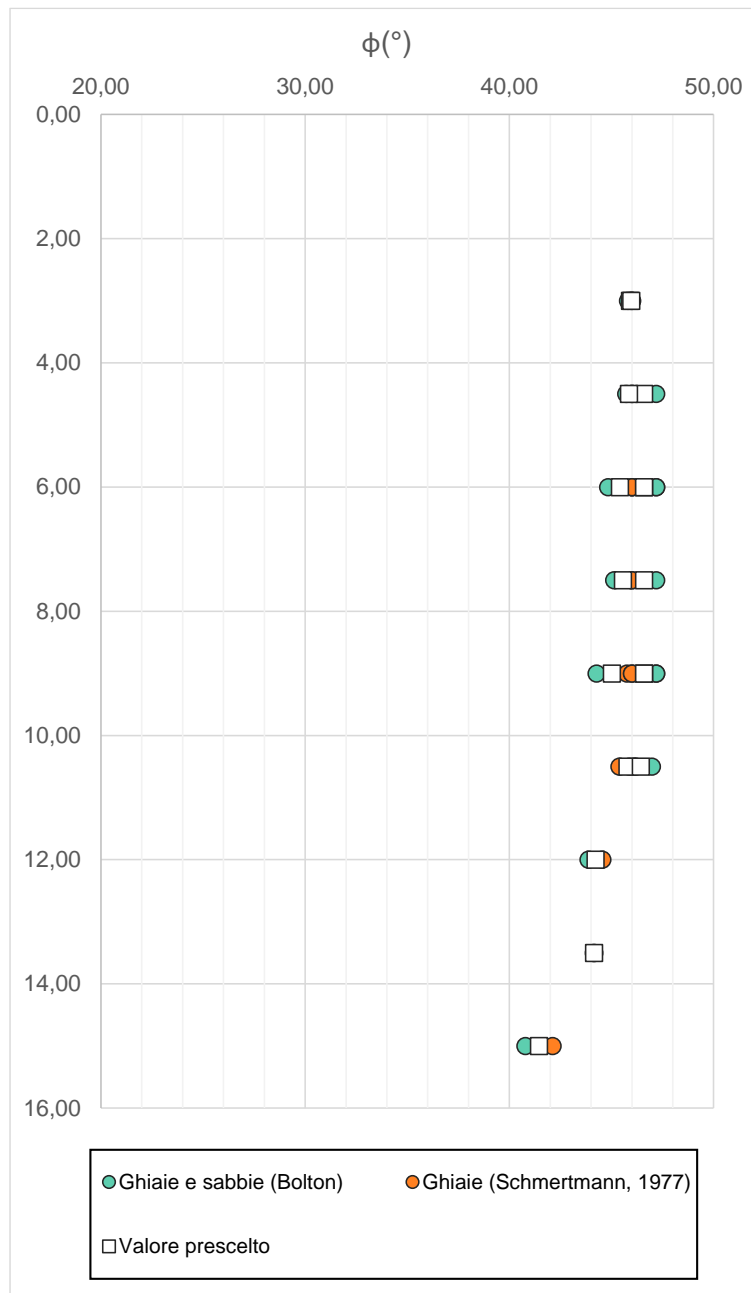 ϕ(°)
20,00 30,00 40,00 50,00
0,00
2,00
4,00
6,00
8,00
10,00
12,00
14,00
16,00
Ghiaie e sabbie (Bolton) Ghiaie (Schmertmann, 1977)
Valore prescelto